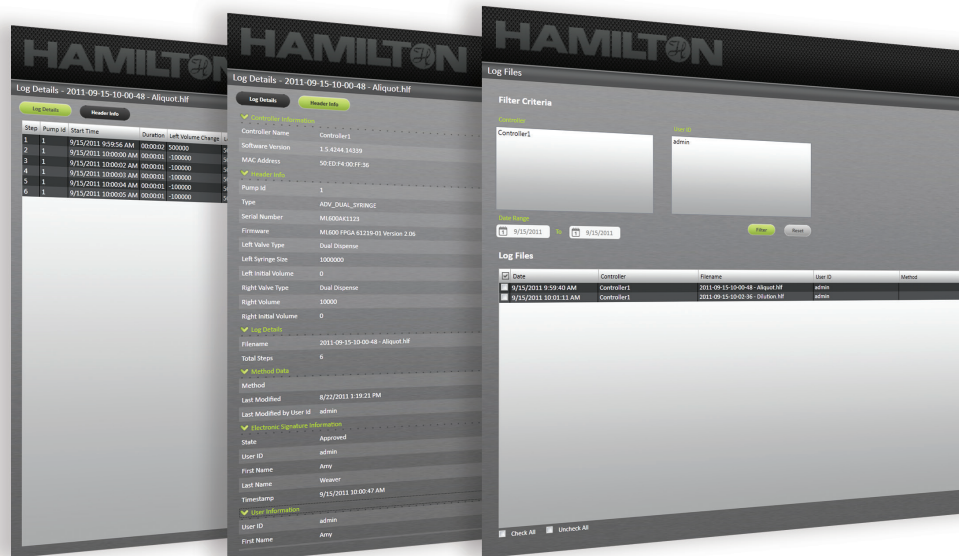 HAMILTON
Log Details - 2011-09-15-10-00-48 - Aliquot.hlf
Log Details Header Info
Step Pump Id Start Time Duration Left Volume Change
1 1 9/15/2011 9:59:56 AM 00:00:02 500000
2 1 9/15/2011 10:00:00 AM 00:00:01 -100000
3 1 9/15/2011 10:00:02 AM 00:00:01 -100000
4 1 9/15/2011 10:00:03 AM 00:00:01 -100000
5 1 9/15/2011 10:00:04 AM 00:00:01 -100000
6 1 9/15/2011 10:00:05 AM 00:00:01 -100000
HAMILTON
Log Details - 2011-09-15-10-00-48 - Aliquot.hlf
Log Details Header Info
Controller Information
Controller Name Controller1
Software Version 1.5.4244.14339
MAC Address 50:ED:F4:00:FF:36
Header Info
Pump Id 1
Type ADV_DUAL_SYRINGE
Serial Number ML600AK1123
Firmware ML600 FPGA 61219-01 Version 2.06
Left Valve Type Dual Dispense
Left Syringe Size 1000000
Left Initial Volume 0
Right Valve Type Dual Dispense
Right Volume 10000
Right Initial Volume 0
Log Details
Filename 2011-09-15-10-00-48 - Aliquot.hlf
Total Steps 6
Method Data
Method
Last Modified 8/22/2011 1:19:21 PM
Last Modified by User Id admin
Electronic Signature Information
State Approved
User ID admin
First Name Amy
Last Name Weaver
Timestamp 9/15/2011 10:00:47 AM
User Information
User ID admin
First Name Amy
HAMILTON
Log Files
Filter Criteria
Controller User ID
Controller1 admin
Date Range
9/15/2011 To 9/15/2011 Filter Reset
Log Files
Date Controller Filename User ID Method
9/15/2011 9:59:40 AM Controller1 2011-09-15-10-00-48 - Aliquot.hlf admin
9/15/2011 10:01:11 AM Controller1 2011-09-15-10-02-36 - Dilution.hlf admin
Check All Uncheck All